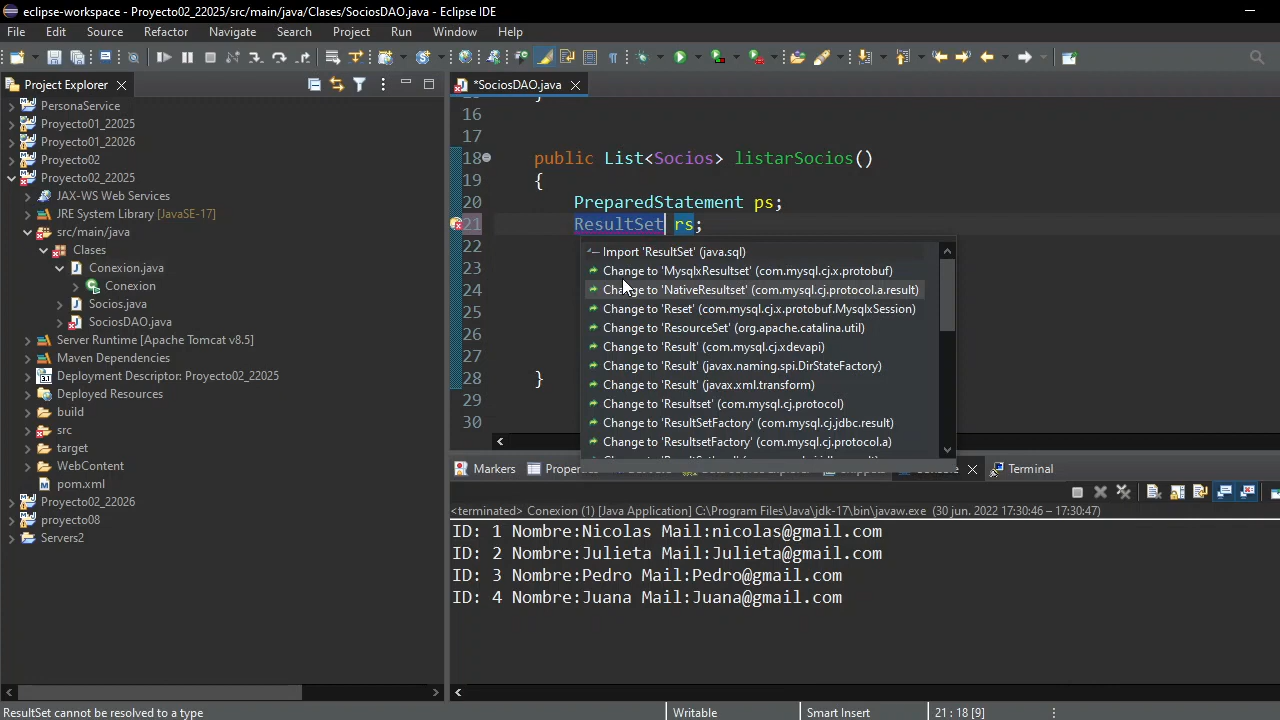 eclipse-workspace - Proyecto02_22025/src/main/java/Clases/SociosDAO.java - Eclipse IDE
File Edit Source Refactor Navigate Search Project Run Window Help
Project Explorer
*SociosDAO.java
PersonaService
Proyecto01_22025
Proyecto01_22026
Proyecto02
Proyecto02_22025
JAX-WS Web Services
JRE System Library [JavaSE-17]
src/main/java
Clases
Conexion.java
Conexion
Socios.java
SociosDAO.java
Server Runtime [Apache Tomcat v8.5]
Maven Dependencies
Deployment Descriptor: Proyecto02_22025
Deployed Resources
build
src
target
WebContent
pom.xml
Proyecto02_22026
proyecto08
Servers2
16
17
18 public List<Socios> listarSocios()
19 {
20 PreparedStatement ps;
21 ResultSet rs;
22
23
24
25
26
27
28 }
29
30
Import 'ResultSet' (java.sql)
Change to 'MysqlxResultset' (com.mysql.cj.x.protobuf)
Change to 'NativeResultset' (com.mysql.cj.protocol.a.result)
Change to 'Reset' (com.mysql.cj.x.protobuf.MysqlxSession)
Change to 'ResourceSet' (org.apache.catalina.util)
Change to 'Result' (com.mysql.cj.xdevapi)
Change to 'Result' (javax.naming.spi.DirStateFactory)
Change to 'Result' (javax.xml.transform)
Change to 'Resultset' (com.mysql.cj.protocol)
Change to 'ResultSetFactory' (com.mysql.cj.jdbc.result)
Change to 'ResultsetFactory' (com.mysql.cj.protocol.a)
Markers Terminal
<terminated> Conexion (1) [Java Application] C:\Program Files\Java\jdk-17\bin\javaw.exe (30 jun. 2022 17:30:46 – 17:30:47)
ID: 1 Nombre:Nicolas Mail:nicolas@gmail.com
ID: 2 Nombre:Julieta Mail:Julieta@gmail.com
ID: 3 Nombre:Pedro Mail:Pedro@gmail.com
ID: 4 Nombre:Juana Mail:Juana@gmail.com
ResultSet cannot be resolved to a type
Writable
Smart Insert
21 : 18 [9]